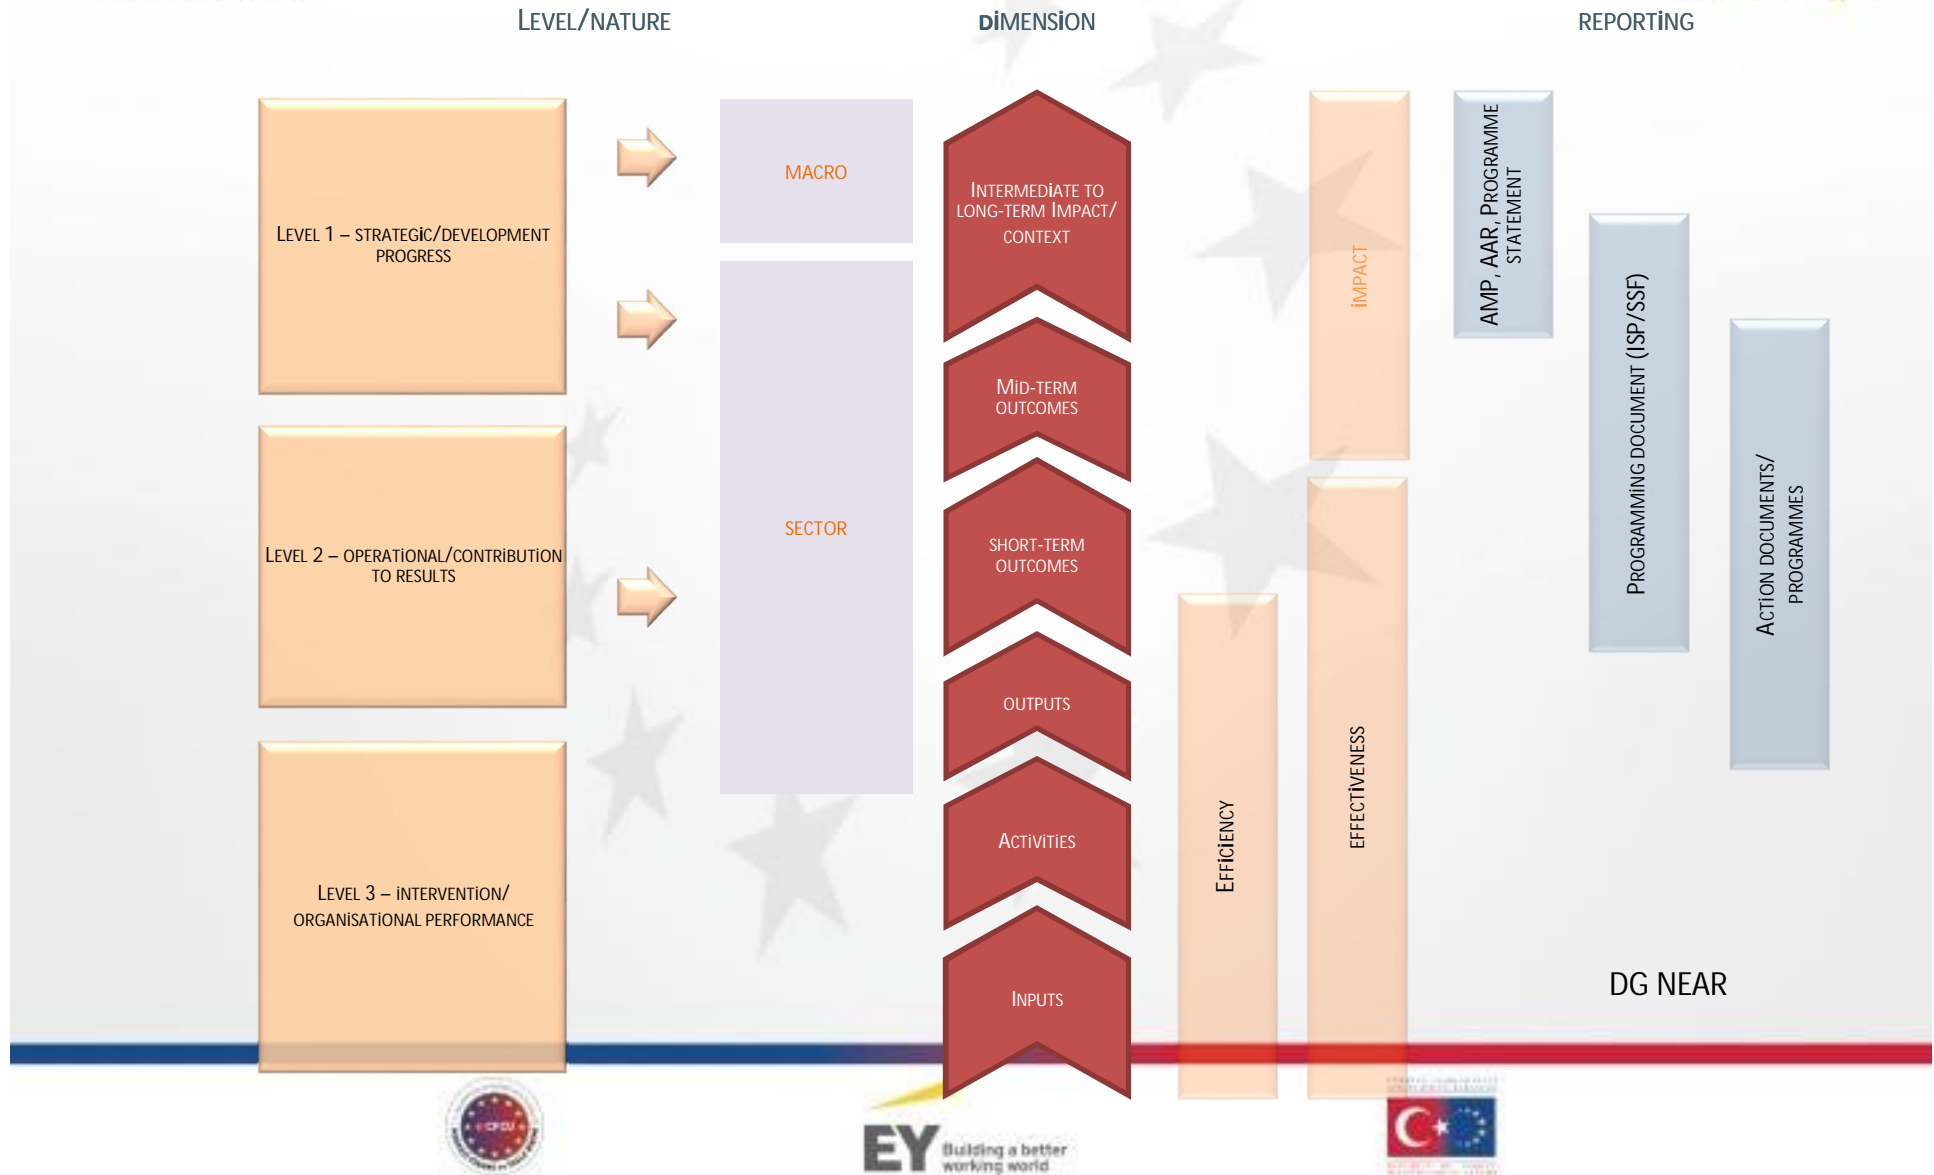 LEVEL/NATURE
DiMENSiON
REPORTiNG
LEVEL 1 – STRATEGiC/DEVELOPMENT
PROGRESS
MACRO
INTERMEDiATE TO
LONG-TERM IMPACT/
CONTEXT
iMPACT
AMP, AAR, PROGRAMME
STATEMENT
PROGRAMMiNG DOCUMENT (ISP/SSF)
ACTiON DOCUMENTS/
PROGRAMMES
MiD-TERM
OUTCOMES
LEVEL 2 – OPERATiONAL/CONTRiBUTiON
TO RESULTS
SECTOR
SHORT-TERM
OUTCOMES
OUTPUTS
EFFiCiENCY
EFFECTiVENESS
ACTiViTiES
LEVEL 3 – iNTERVENTiON/
ORGANiSATiONAL PERFORMANCE
INPUTS
DG NEAR
CFCU
EY
Building a better
working world